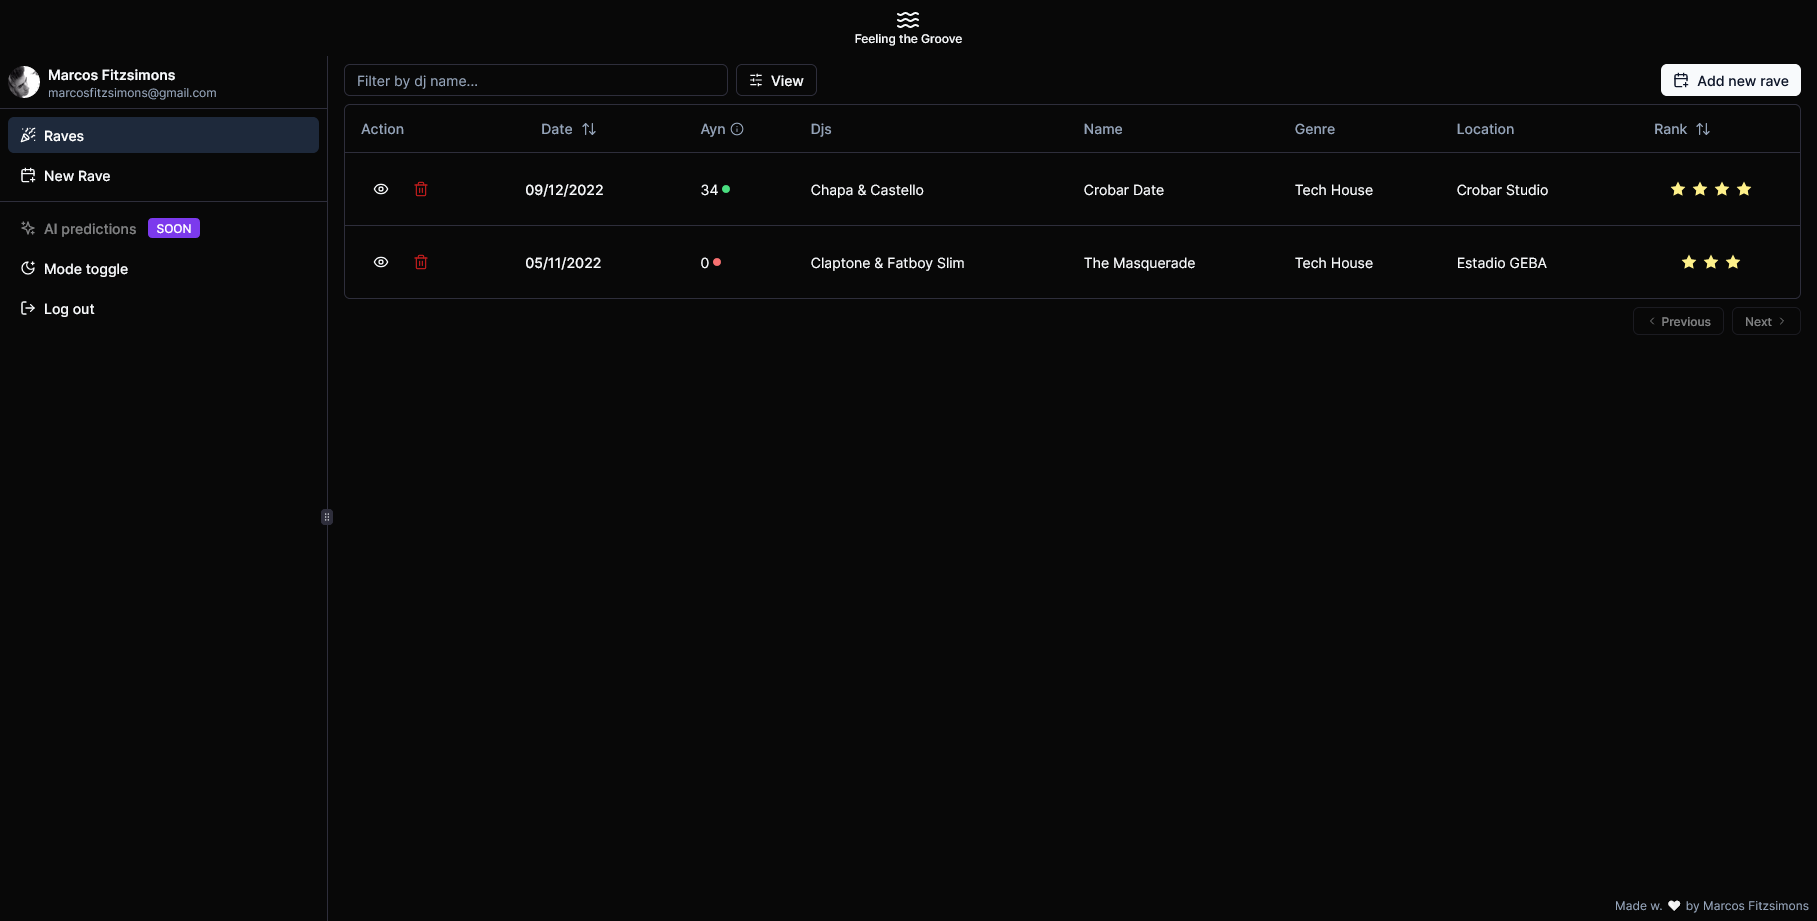 Feeling the Groove
Marcos Fitzsimons
marcosfitzsimons@gmail.com
Raves
New Rave
AI predictions SOON
Mode toggle
Log out
Filter by dj name...
View
Add new rave
Action Date Ayn Djs Name Genre Location Rank
09/12/2022 34 Chapa & Castello Crobar Date Tech House Crobar Studio
05/11/2022 0 Claptone & Fatboy Slim The Masquerade Tech House Estadio GEBA
Previous Next
Made w. by Marcos Fitzsimons